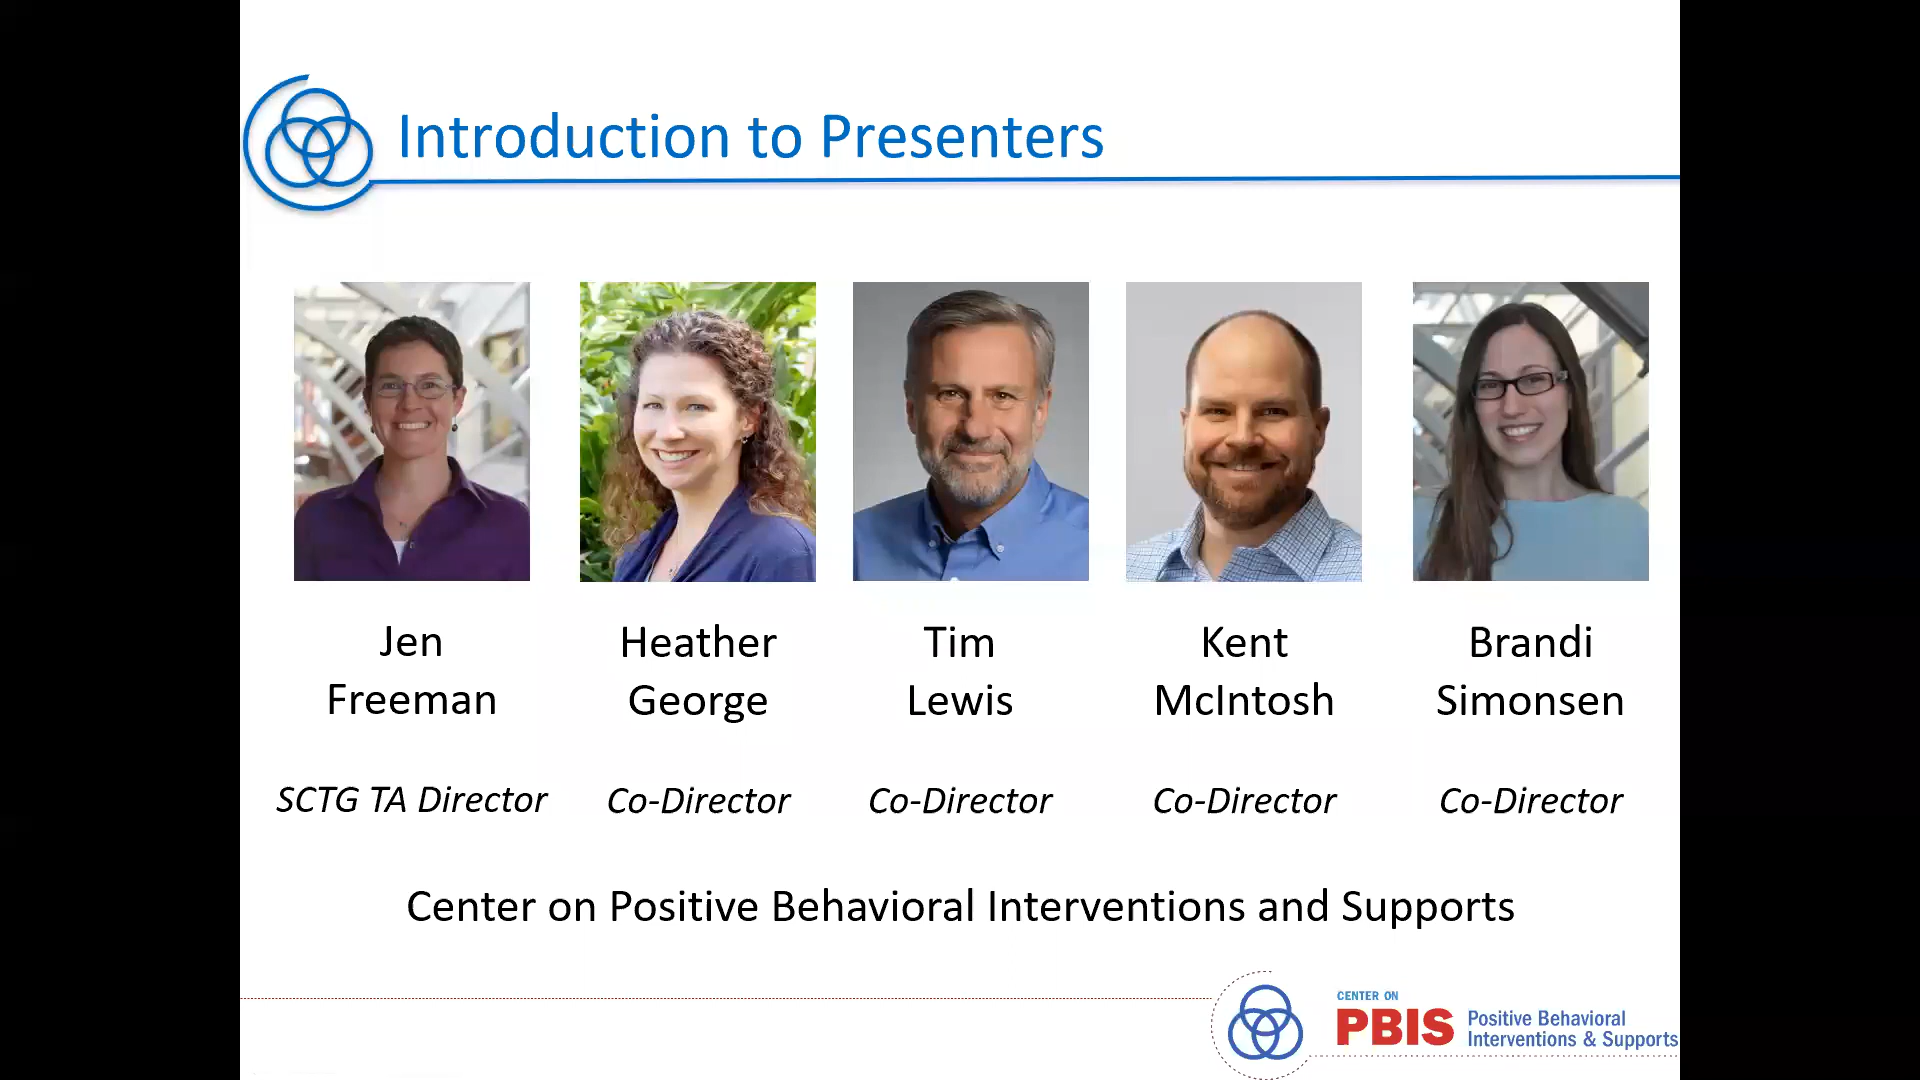 Introduction to Presenters
Jen
Freeman
Heather
George
Tim
Lewis
Kent
McIntosh
Brandi
Simonsen
SCTG TA Director
Co-Director
Co-Director
Co-Director
Co-Director
Center on Positive Behavioral Interventions and Supports
CENTER ON
PBIS
Positive Behavioral
Interventions & Supports